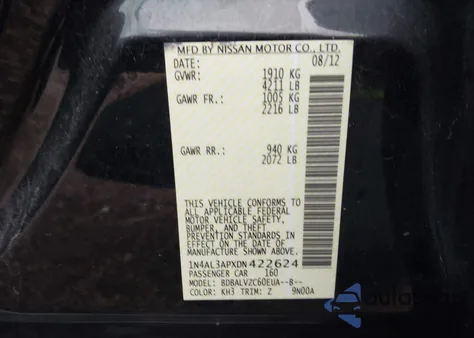 MFD BY NISSAN MOTOR CO., LTD.
DATE: 08/12
GVWR: 1910 KG
4211 LB
GAWR FR: 1005 KG
2216 LB
GAWR RR: 940 KG
2072 LB
THIS VEHICLE CONFORMS TO
ALL APPLICABLE FEDERAL
MOTOR VEHICLE SAFETY,
BUMPER, AND THEFT
PREVENTION STANDARDS IN
EFFECT ON THE DATE OF
MANUFACTURE SHOWN ABOVE.
1N4AL3APXDN422624
PASSENGER CAR 160
MODEL: BDBALVZC60EUA--B--
COLOR: KH3 TRIM: Z 9N00A